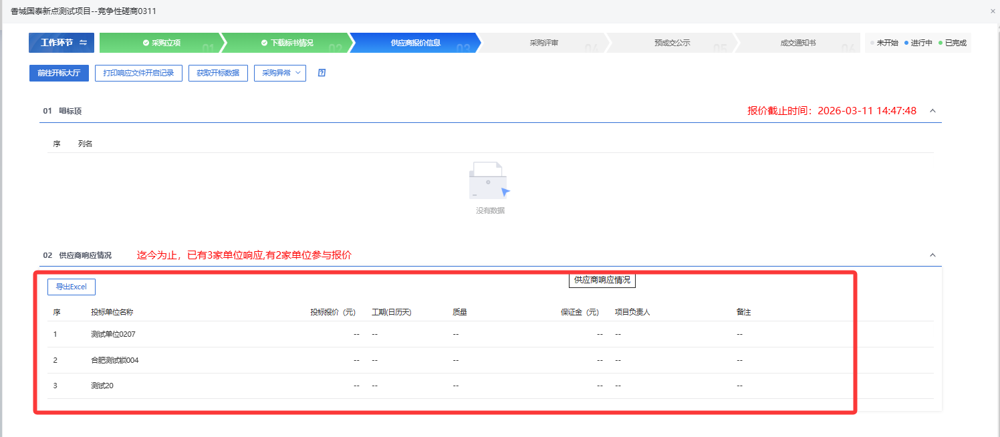 香城国泰新点测试项目--竞争性磋商0311
×
工作环节
采购立项 01
下载标书情况 02
供应商报价信息 03
采购评审 04
预成交公示 05
成交通知书 06
未开始 进行中 已完成
前往开标大厅 打印响应文件开启记录 获取开标数据 采购异常 ?
01 唱标顶 报价截止时间：2026-03-11 14:47:48
序 列名
没有数据
02 供应商响应情况 迄今为止，已有3家单位响应,有2家单位参与报价
导出Excel 供应商响应情况
序 投标单位名称 投标报价（元） 工期(日历天) 质量 保证金（元） 项目负责人 备注
1 测试单位0207 -- -- -- -- -- --
2 合肥测试锁004 -- -- -- -- -- --
3 测试20 -- -- -- -- -- --